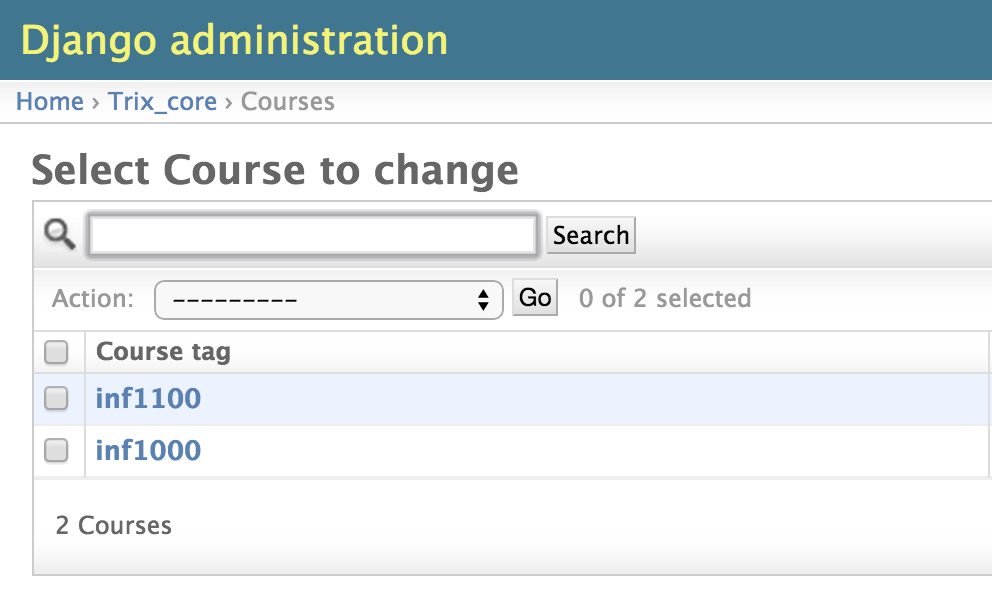 Django administration
Home › Trix_core › Courses
Select Course to change
Search
Action: --------- Go 0 of 2 selected
Course tag
inf1100
inf1000
2 Courses